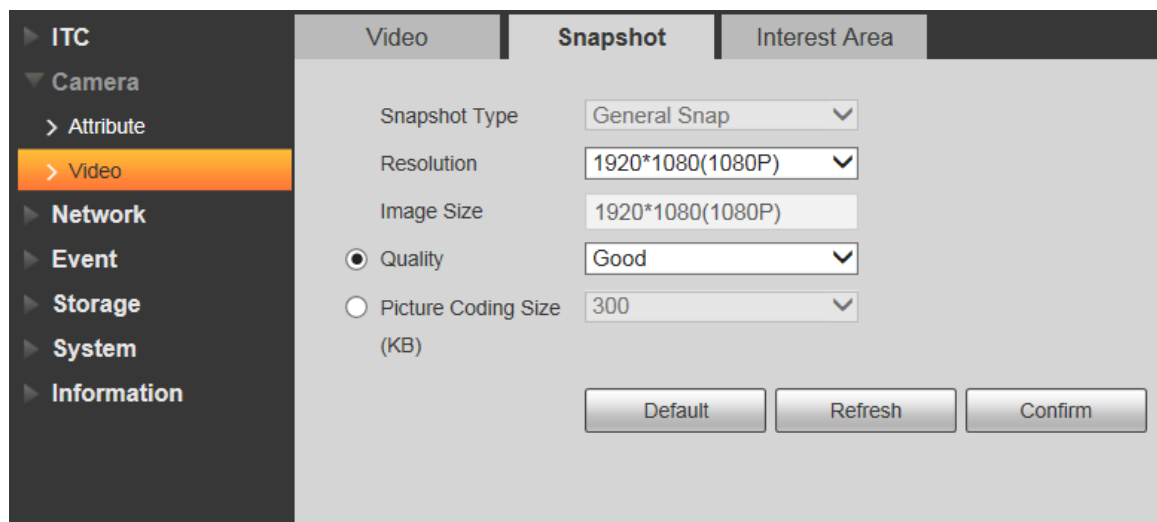 ITC
Camera
Attribute
Video
Network
Event
Storage
System
Information
Video Snapshot Interest Area
Snapshot Type General Snap
Resolution 1920*1080(1080P)
Image Size 1920*1080(1080P)
Quality Good
Picture Coding Size 300
(KB)
Default Refresh Confirm